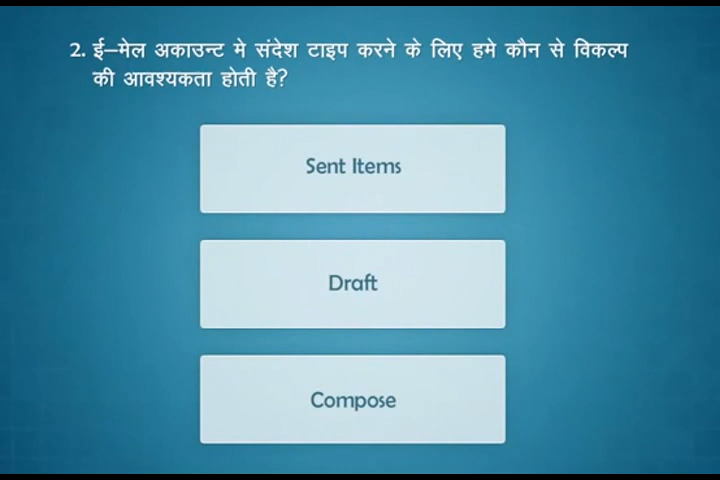 2. ई–मेल अकाउन्ट मे संदेश टाइप करने के लिए हमे कौन से विकल्प
की आवश्यकता होती है?
Sent Items
Draft
Compose